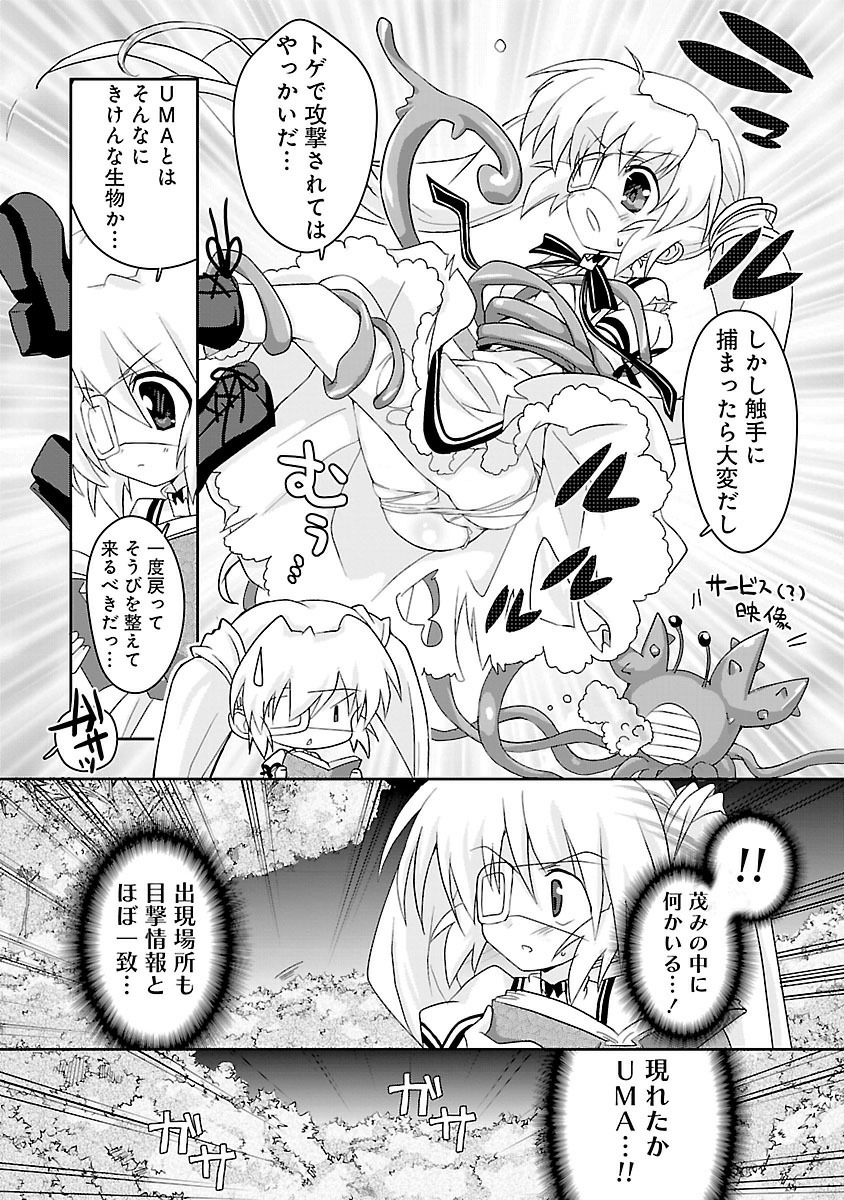 しかし触手に
捕まったら大変だし
トゲで攻撃されては
やっかいだ…
サービス(?)
映像
むぅ…
UMAとは
そんなに
きけんな生物か…
一度戻って
そうびを整えて
来るべきだっ…
ガサッ
!!
茂みの中に
何かいる…!
出現場所も
目撃情報と
ほぼ一致…
現れたか
UMA…!!
ガサ
ガサ